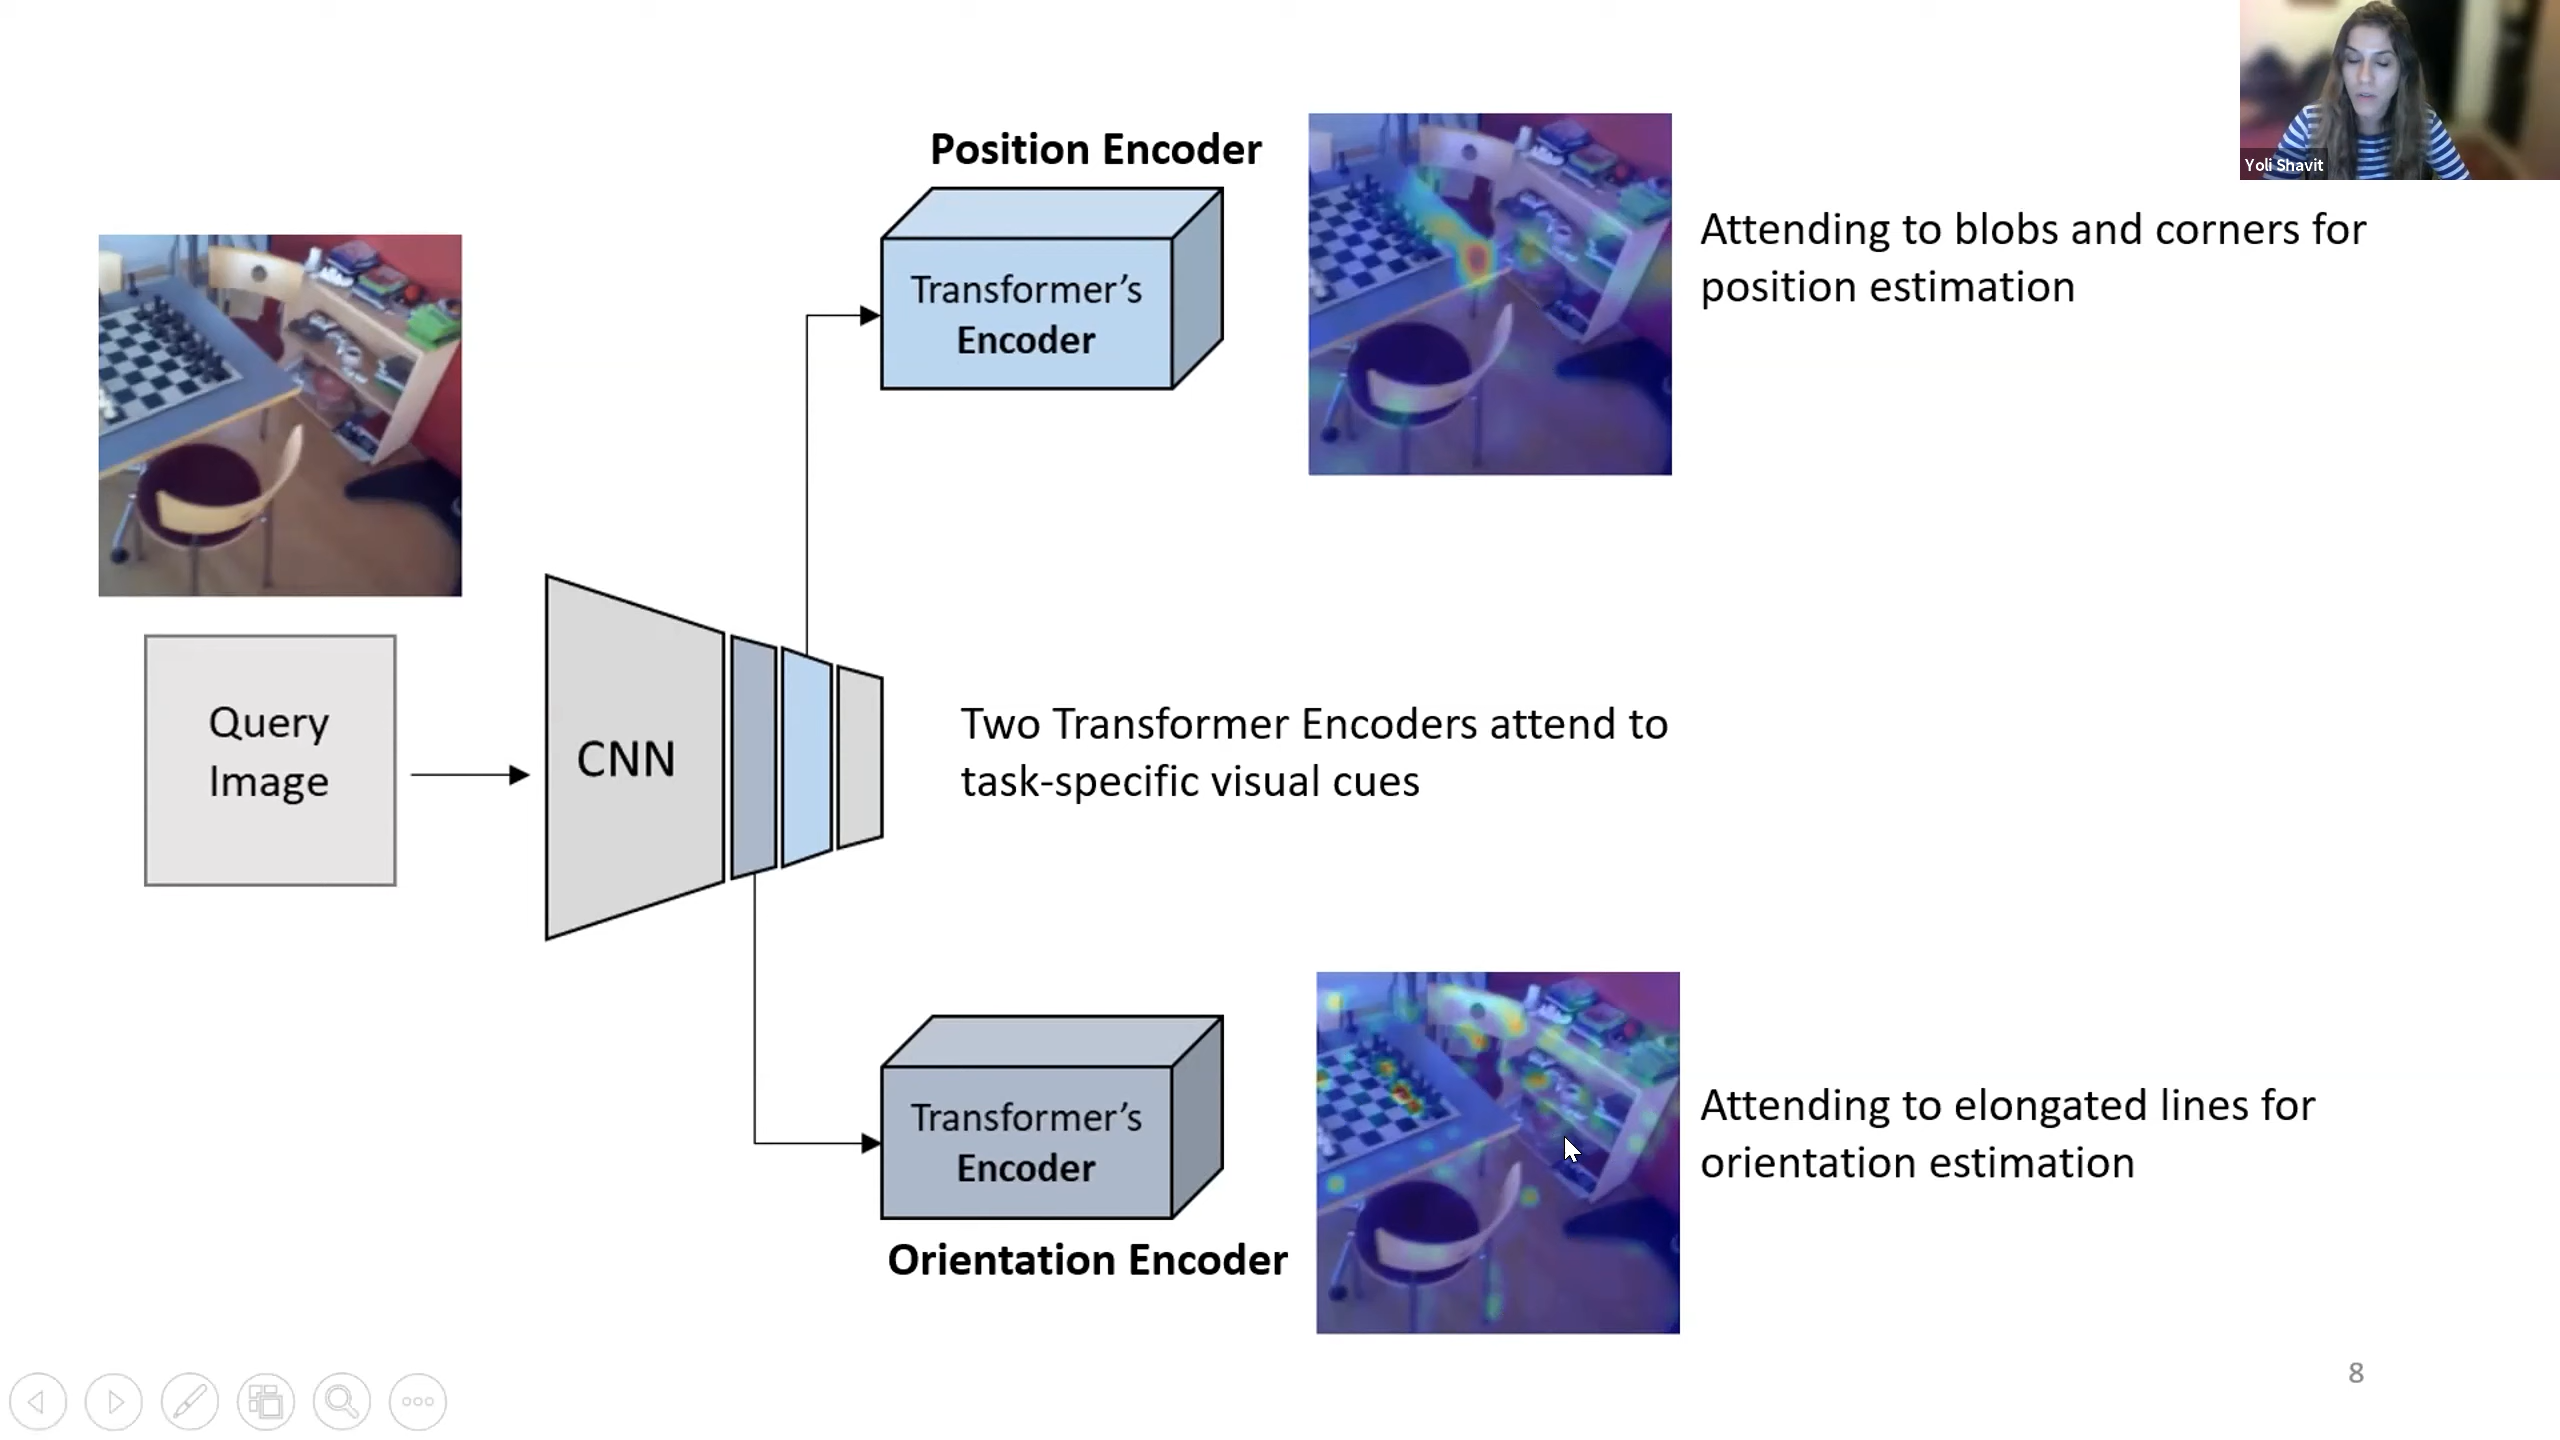 Yoli Shavit
Position Encoder
Transformer’s
Encoder
Attending to blobs and corners for
position estimation
Query
Image
CNN
Two Transformer Encoders attend to
task-specific visual cues
Transformer’s
Encoder
Orientation Encoder
Attending to elongated lines for
orientation estimation
8